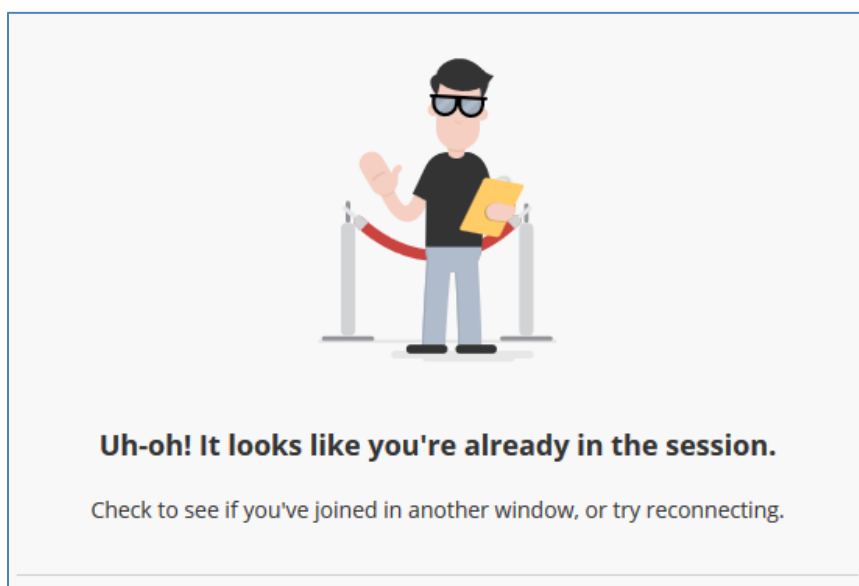 Uh-oh! It looks like you're already in the session.
Check to see if you've joined in another window, or try reconnecting.